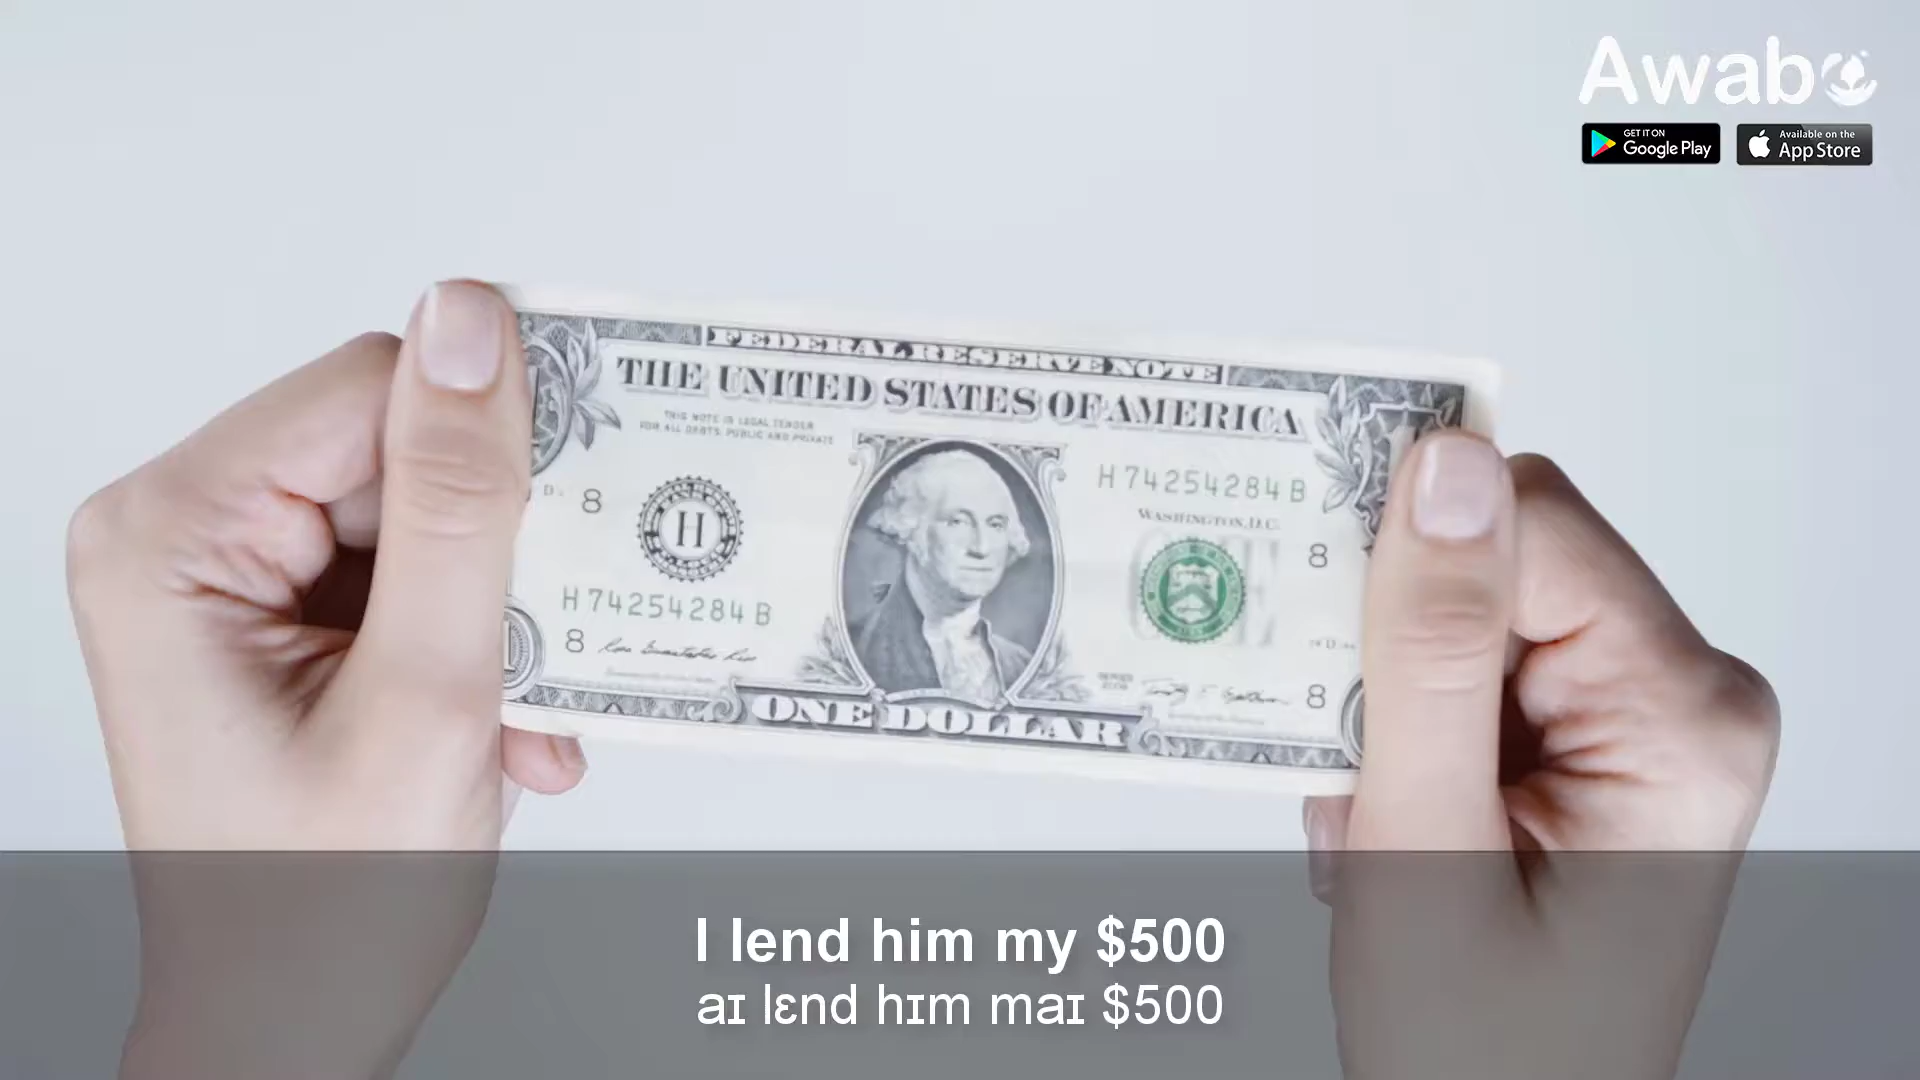 Awabe
GET IT ON
Google Play
Available on the
App Store
FEDERAL RESERVE NOTE
THE UNITED STATES OF AMERICA
THIS NOTE IS LEGAL TENDER
FOR ALL DEBTS, PUBLIC AND PRIVATE
H 74254284 B
WASHINGTON, D.C.
8
H
8
H 74254284 B
8
8
SERIES
ONE DOLLAR
I lend him my $500
aɪ lɛnd hɪm maɪ $500